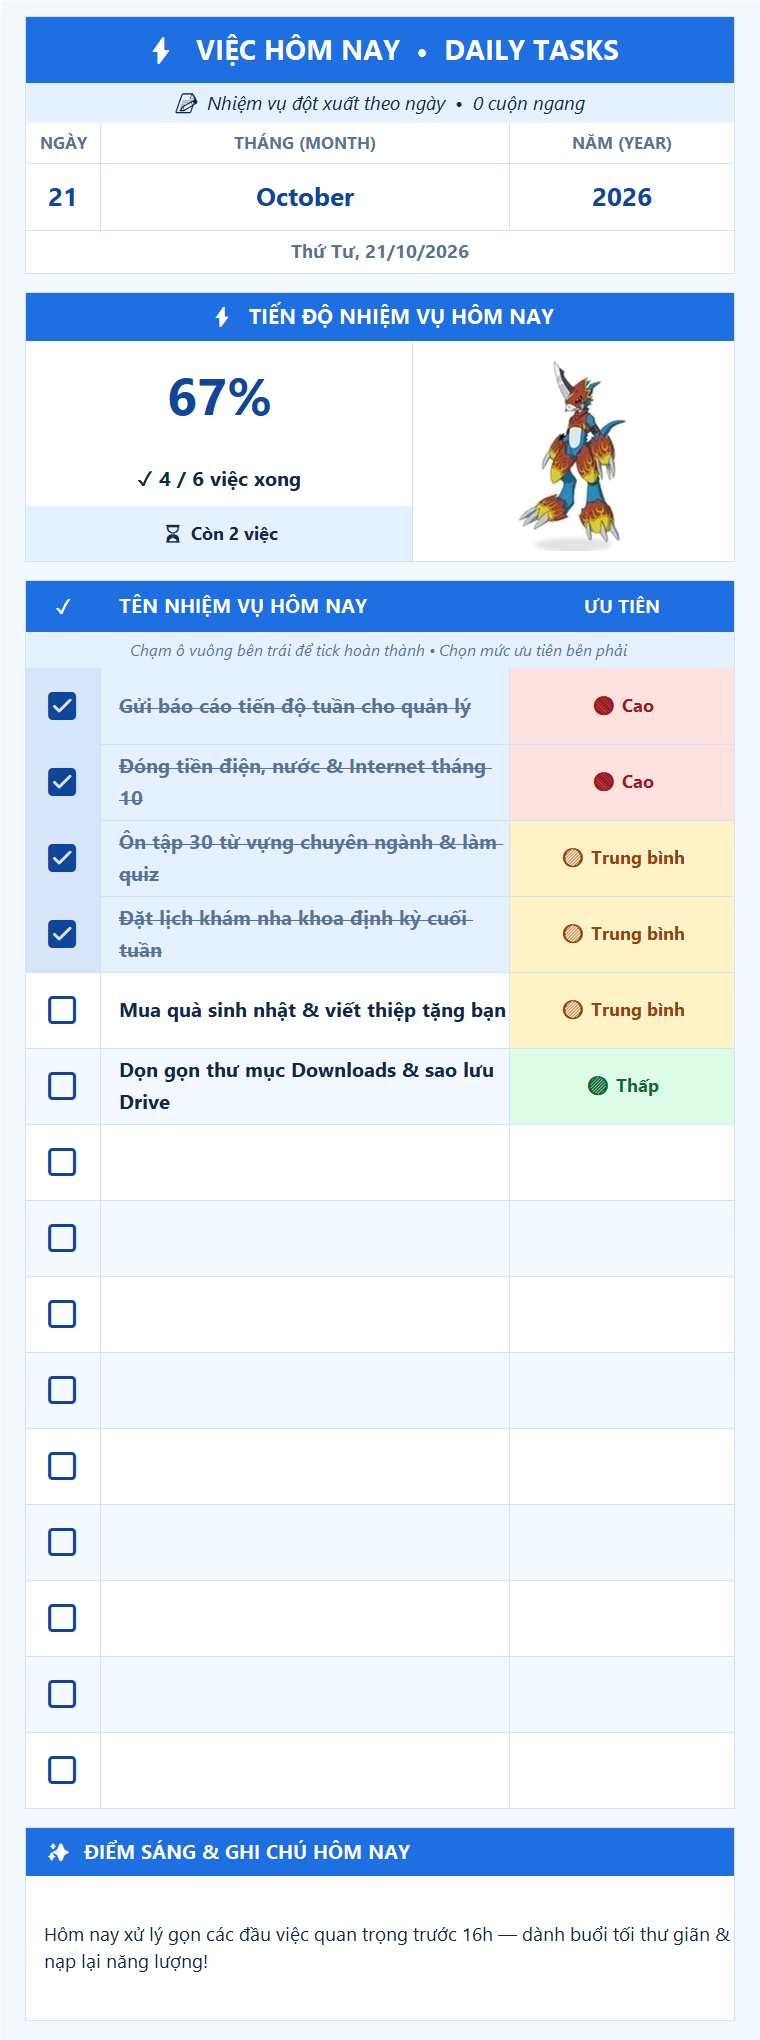 VIỆC HÔM NAY • DAILY TASKS
Nhiệm vụ đột xuất theo ngày • 0 cuộn ngang
NGÀY THÁNG (MONTH) NĂM (YEAR)
21 October 2026
Thứ Tư, 21/10/2026
TIẾN ĐỘ NHIỆM VỤ HÔM NAY
67%
✓ 4 / 6 việc xong
⌛ Còn 2 việc
✓ TÊN NHIỆM VỤ HÔM NAY ƯU TIÊN
Chạm ô vuông bên trái để tick hoàn thành • Chọn mức ưu tiên bên phải
Gửi báo cáo tiến độ tuần cho quản lý Cao
Đóng tiền điện, nước & Internet tháng
10
Cao
Ôn tập 30 từ vựng chuyên ngành & làm
quiz
Trung bình
Đặt lịch khám nha khoa định kỳ cuối
tuần
Trung bình
Mua quà sinh nhật & viết thiệp tặng bạn Trung bình
Dọn gọn thư mục Downloads & sao lưu
Drive
Thấp
ĐIỂM SÁNG & GHI CHÚ HÔM NAY
Hôm nay xử lý gọn các đầu việc quan trọng trước 16h — dành buổi tối thư giãn &
nạp lại năng lượng!